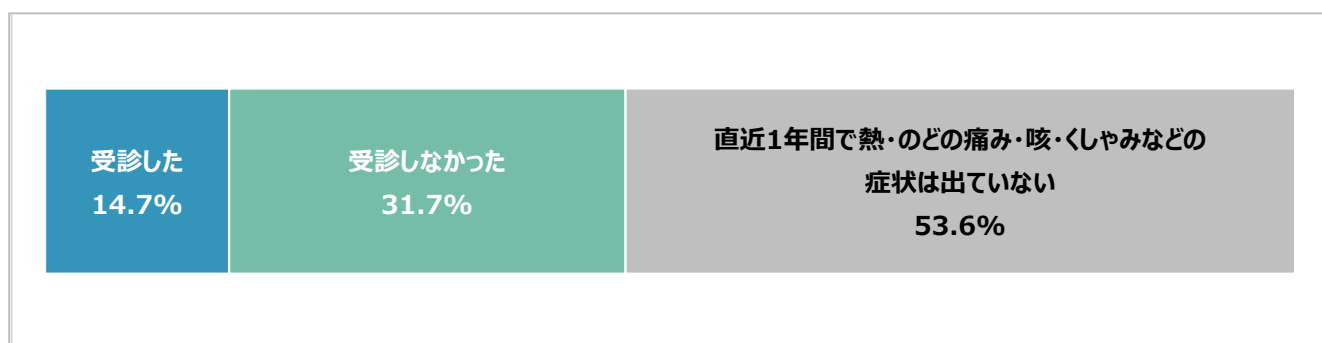 受診した
14.7%
受診しなかった
31.7%
直近1年間で熱・のどの痛み・咳・くしゃみなどの
症状は出ていない
53.6%